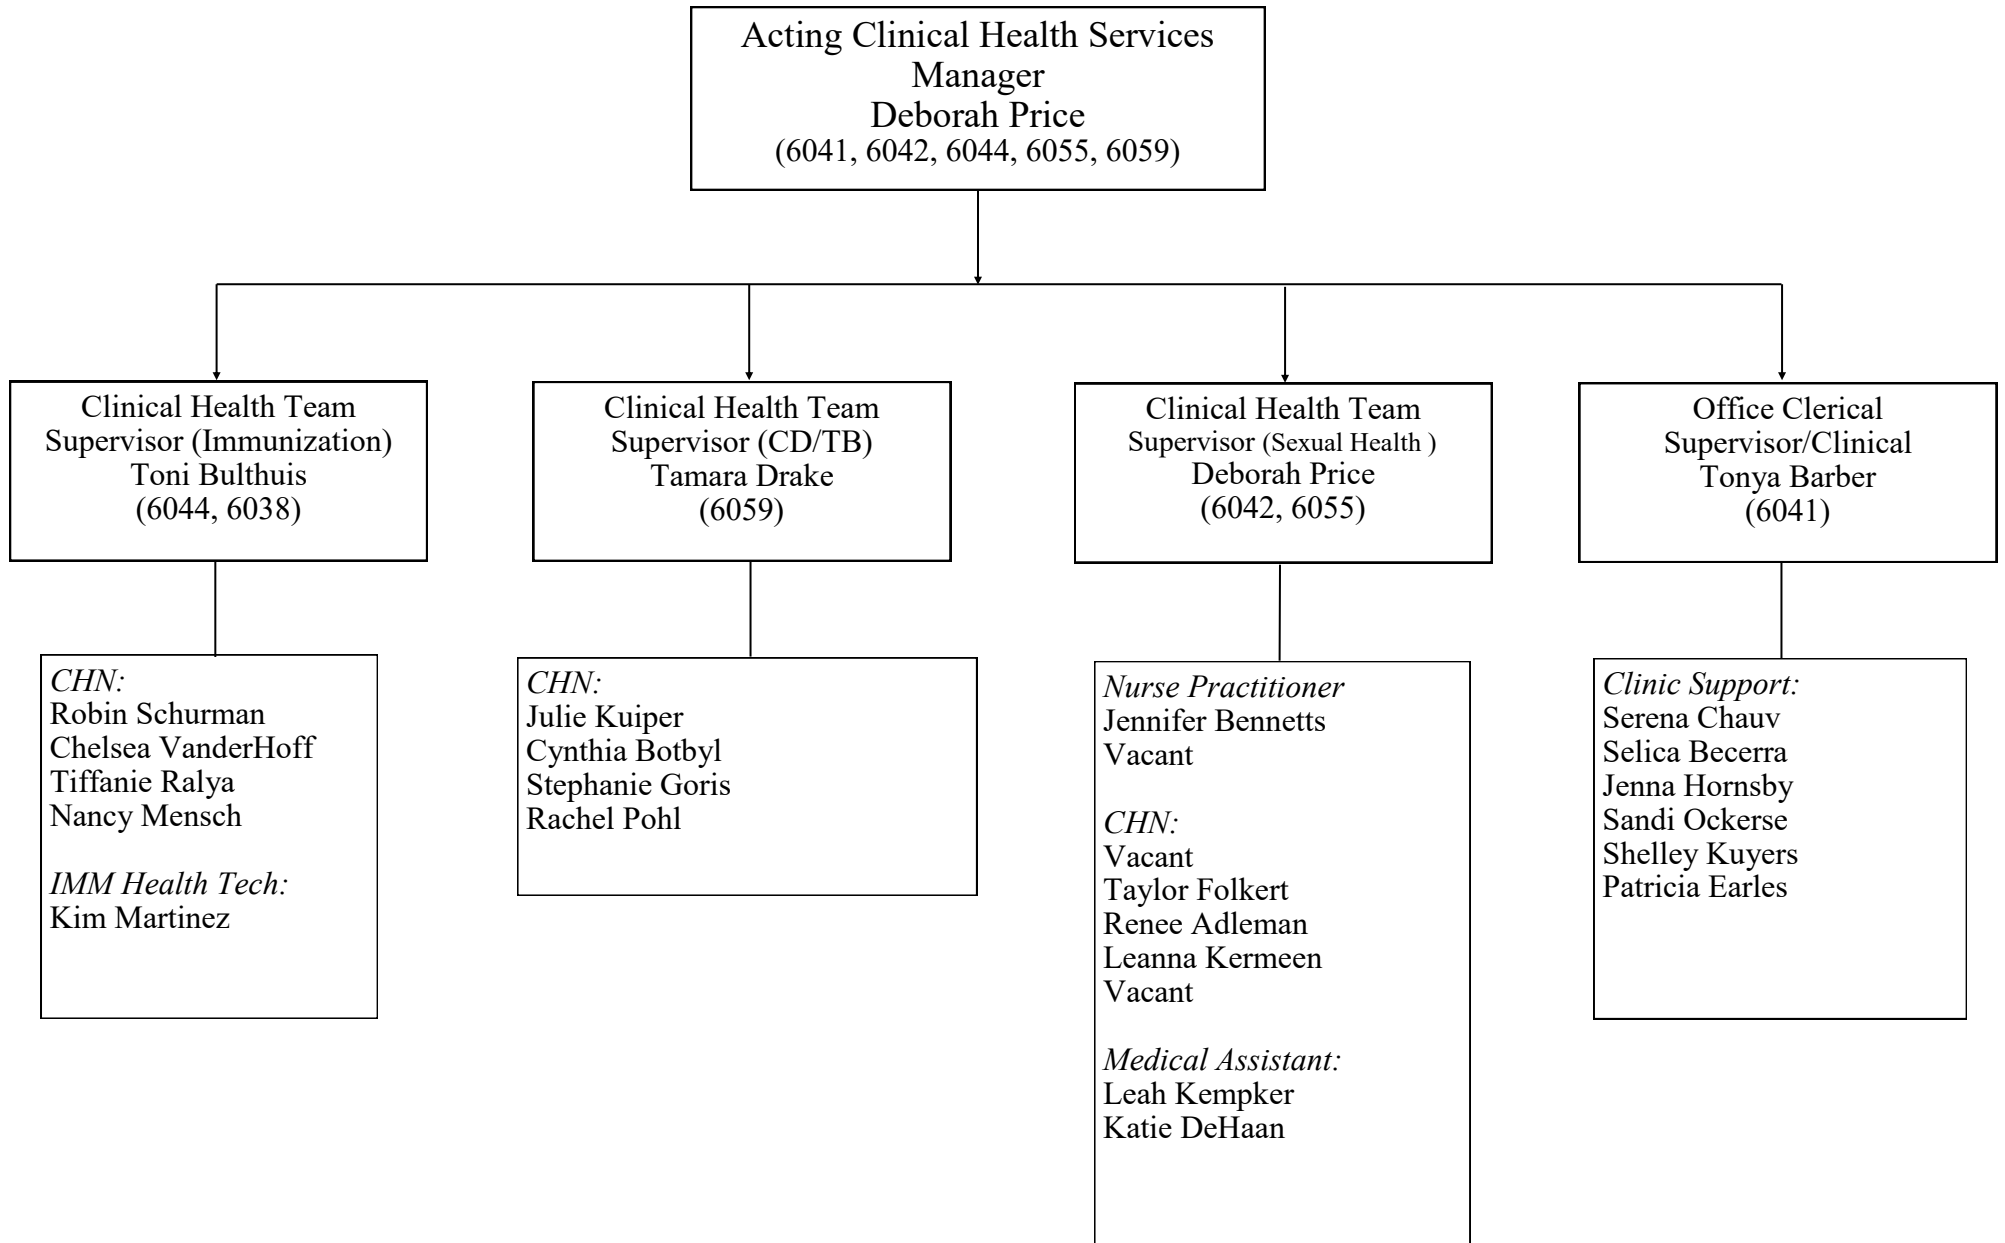 Acting Clinical Health Services
Manager
Deborah Price
(6041, 6042, 6044, 6055, 6059)
Clinical Health Team
Supervisor (Immunization)
Toni Bulthuis
(6044, 6038)
Clinical Health Team
Supervisor (CD/TB)
Tamara Drake
(6059)
Clinical Health Team
Supervisor (Sexual Health )
Deborah Price
(6042, 6055)
Office Clerical
Supervisor/Clinical
Tonya Barber
(6041)
CHN:
Robin Schurman
Chelsea VanderHoff
Tiffanie Ralya
Nancy Mensch
IMM Health Tech:
Kim Martinez
CHN:
Julie Kuiper
Cynthia Botbyl
Stephanie Goris
Rachel Pohl
Nurse Practitioner
Jennifer Bennetts
Vacant
CHN:
Vacant
Taylor Folkert
Renee Adleman
Leanna Kermeen
Vacant
Medical Assistant:
Leah Kempker
Katie DeHaan
Clinic Support:
Serena Chauv
Selica Becerra
Jenna Hornsby
Sandi Ockerse
Shelley Kuyers
Patricia Earles